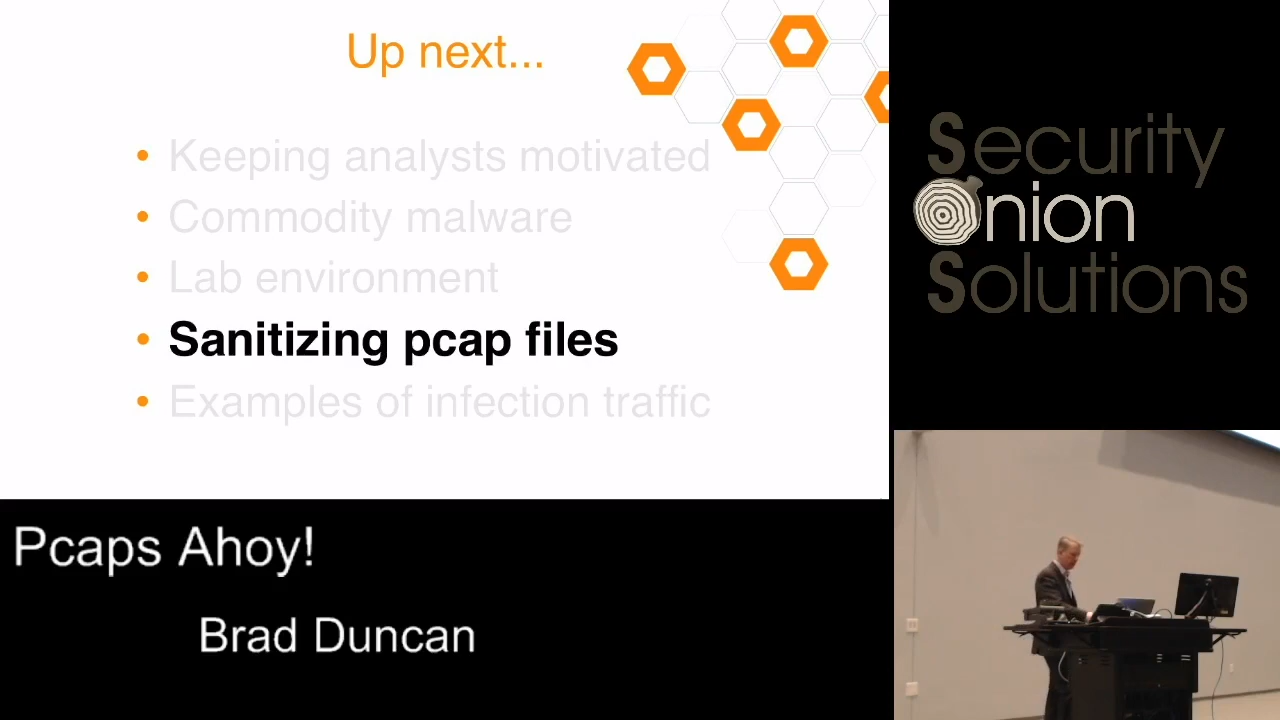 Up next...
• Keeping analysts motivated
• Commodity malware
• Lab environment
• Sanitizing pcap files
• Examples of infection traffic
Pcaps Ahoy!
Brad Duncan
Security
Onion
Solutions